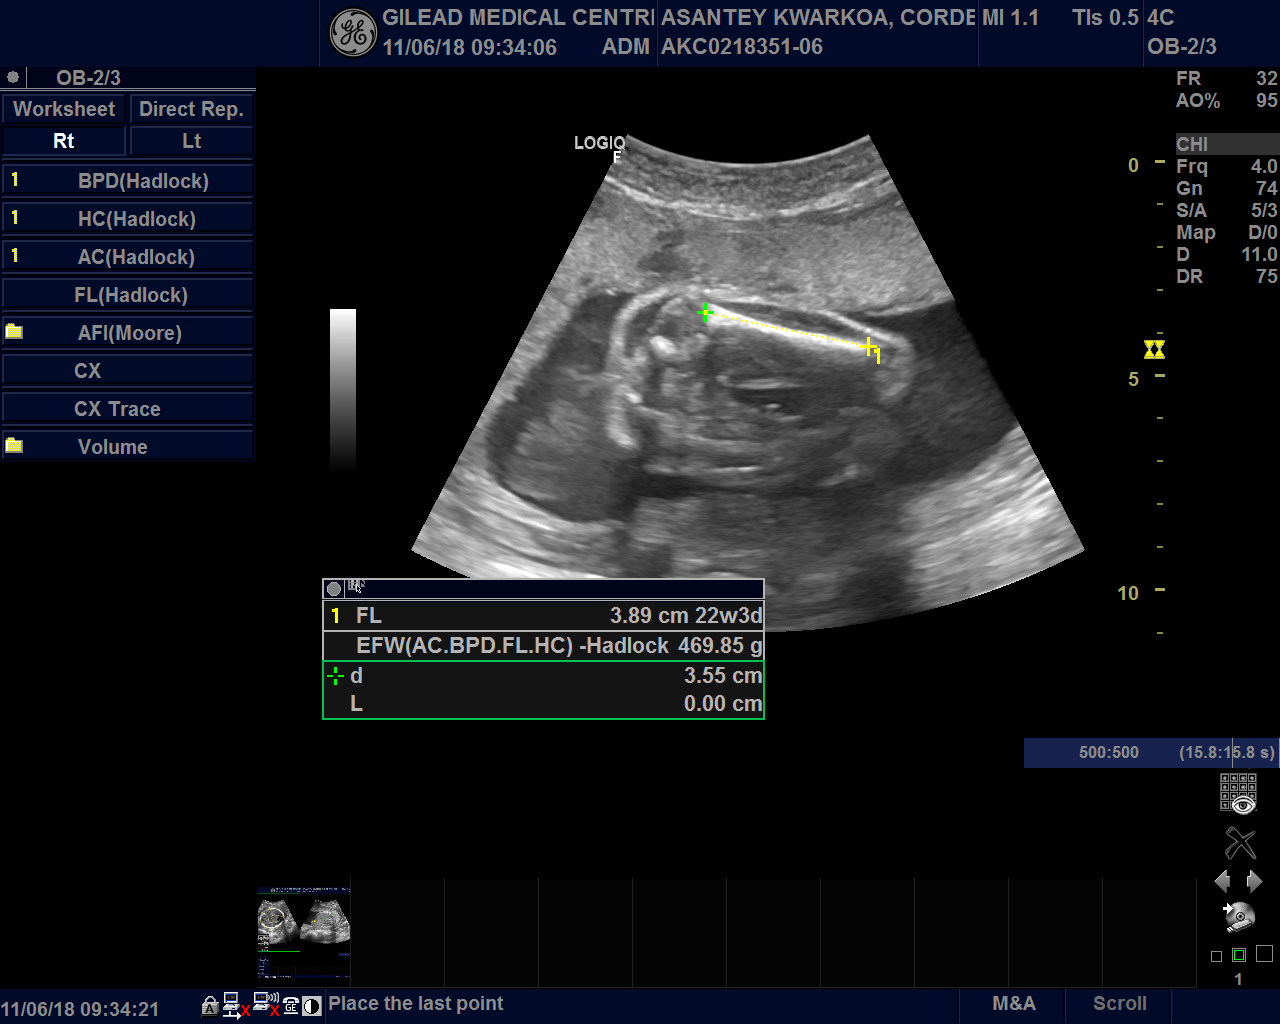 GILEAD MEDICAL CENTR
ASANTEY KWARKOA, CORDE
MI 1.1 TIs 0.5
4C
11/06/18 09:34:06 ADM
AKC0218351-06
OB-2/3
OB-2/3
Worksheet Direct Rep.
Rt Lt
1 BPD(Hadlock)
1 HC(Hadlock)
1 AC(Hadlock)
FL(Hadlock)
AFI(Moore)
CX
CX Trace
Volume
LOGIQ
F
0
5
10
1
FR 32
AO% 95
CHI
Frq 4.0
Gn 74
S/A 5/3
Map D/0
D 11.0
DR 75
1 FL 3.89 cm 22w3d
EFW(AC.BPD.FL.HC) -Hadlock 469.85 g
d 3.55 cm
L 0.00 cm
500:500 (15.8:15.8 s)
1
11/06/18 09:34:21
Place the last point
M&A
Scroll